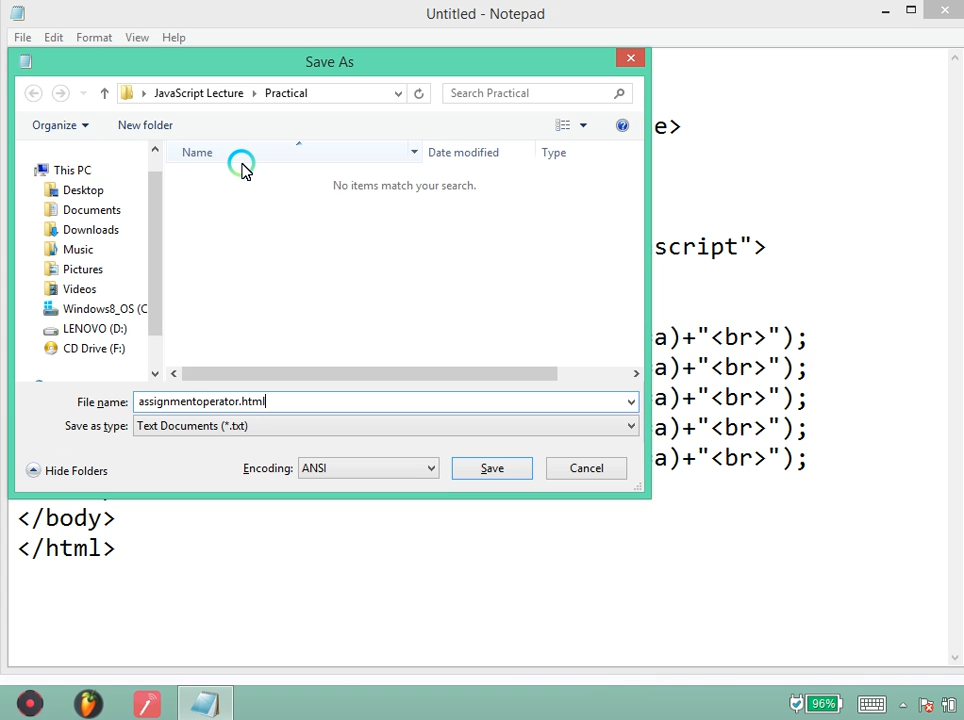 Untitled - Notepad
File Edit Format View Help
Save As
JavaScript Lecture Practical
Search Practical
Organize New folder
Name Date modified Type
No items match your search.
This PC
Desktop
Documents
Downloads
Music
Pictures
Videos
Windows8_OS (C
LENOVO (D:)
CD Drive (F:)
File name: assignmentoperator.html
Save as type: Text Documents (*.txt)
Hide Folders
Encoding: ANSI
Save
Cancel
e>
script">
a)+"<br>");
a)+"<br>");
a)+"<br>");
a)+"<br>");
a)+"<br>");
</body>
</html>
96%